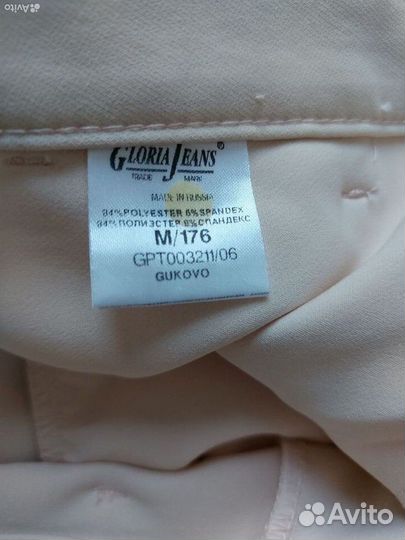 Avito
GLORIA JEANS®
TRADE MARK
MADE IN RUSSIA
94%POLYESTER 6%SPANDEX
94%ПОЛИЭСТЕР 6%СПАНДЕКС
M/176
GPT003211/06
GUKOVO
Avito